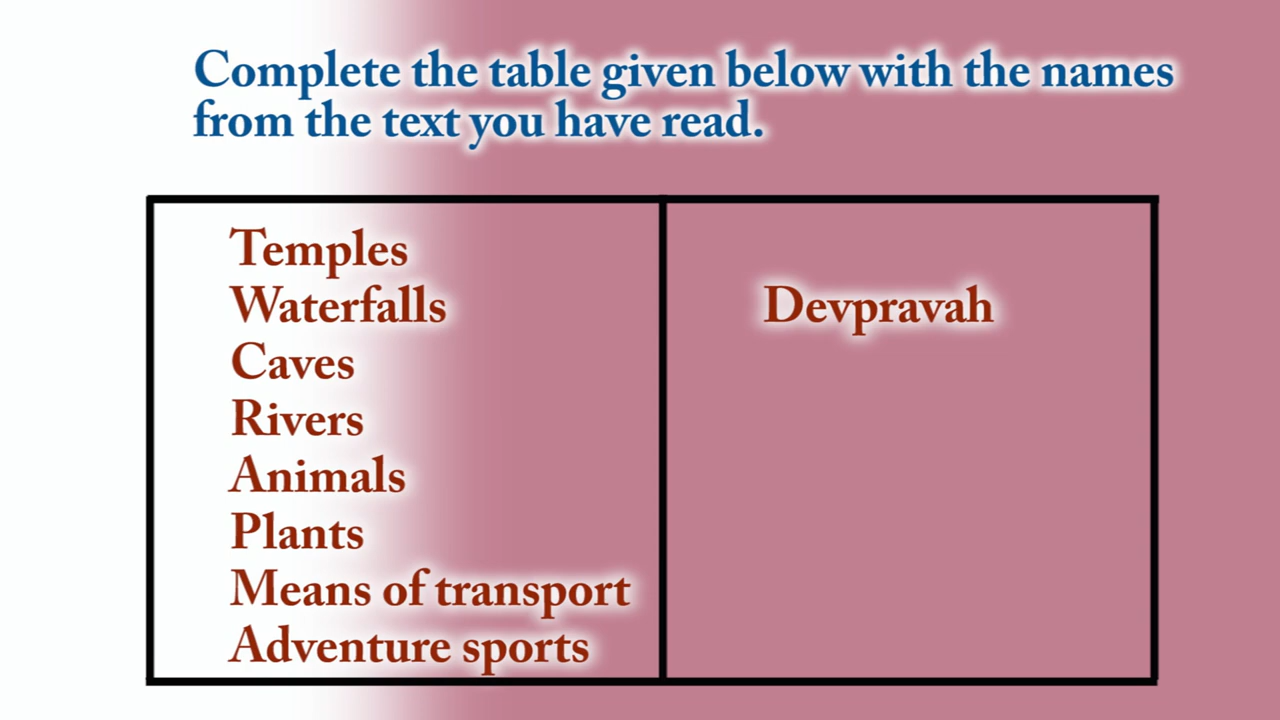 Complete the table given below with the names
from the text you have read.
Temples
Waterfalls Devpravah
Caves
Rivers
Animals
Plants
Means of transport
Adventure sports